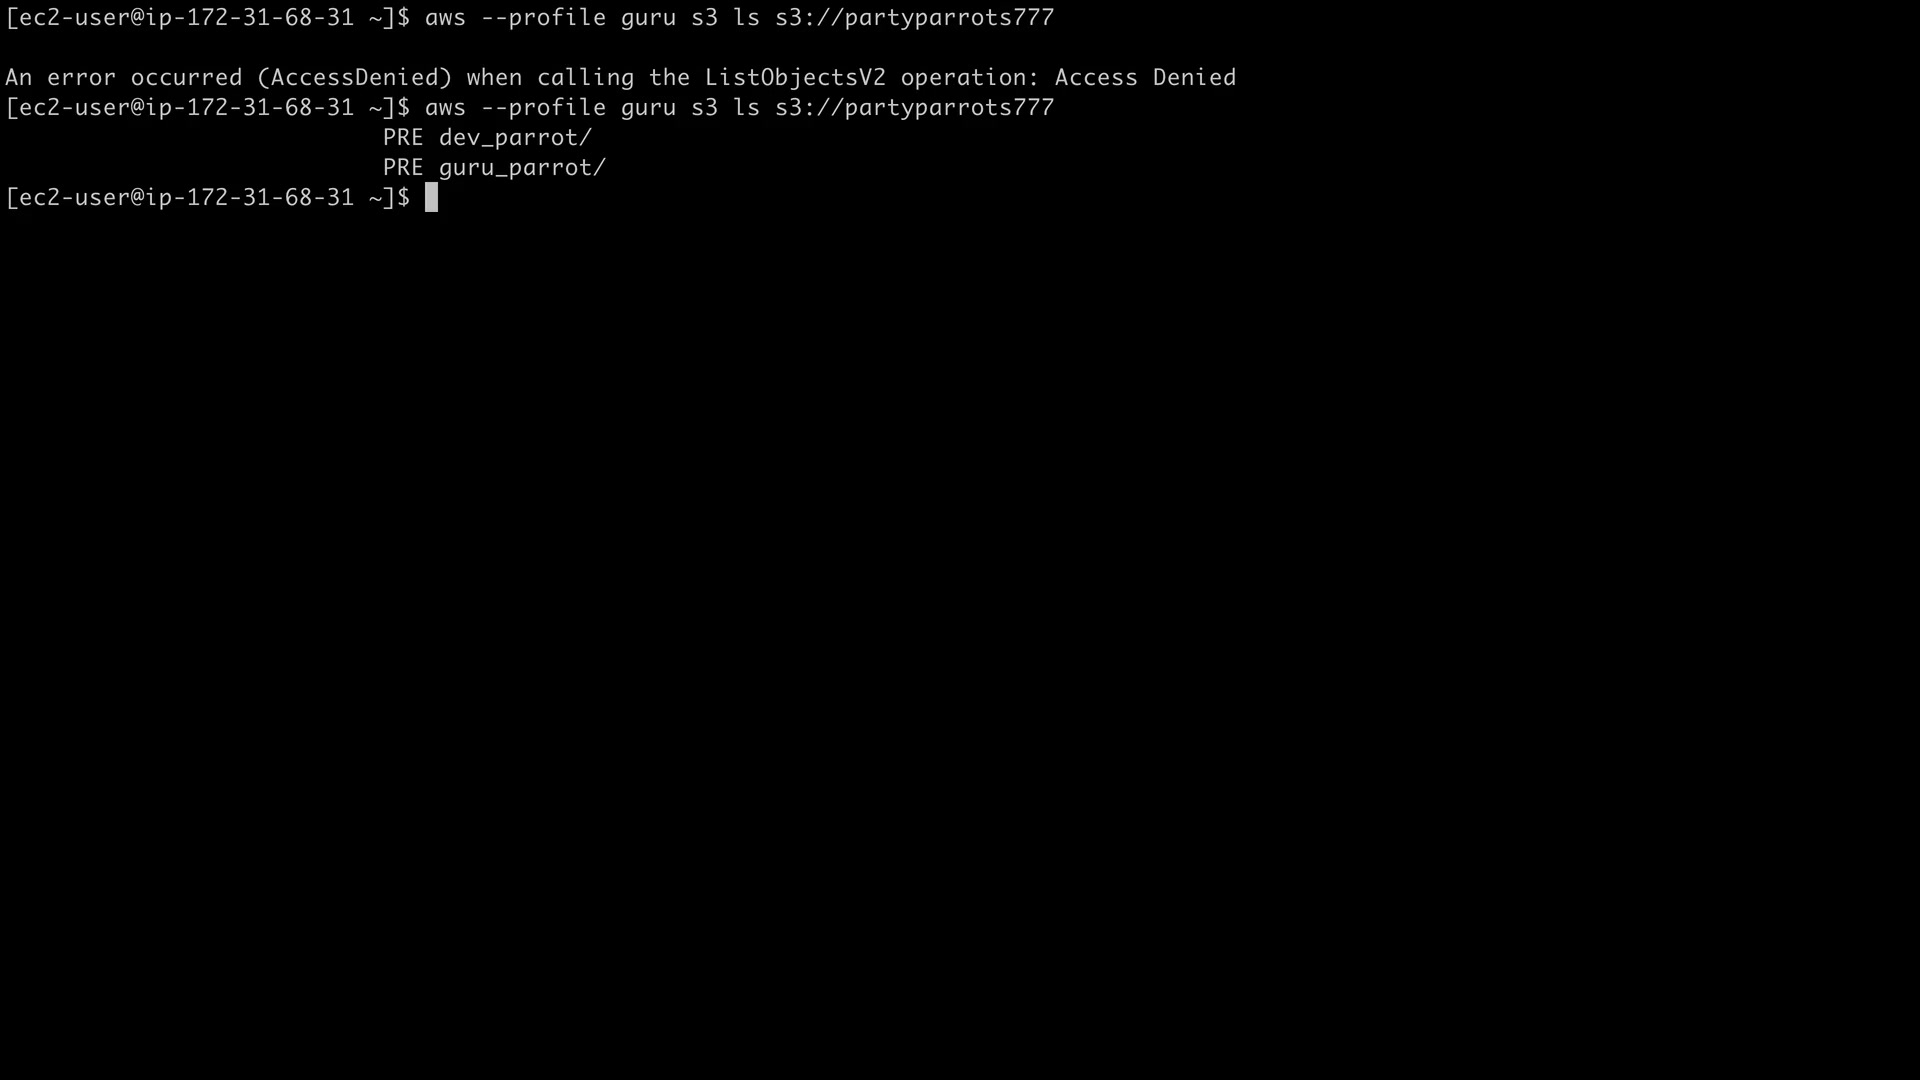 [ec2-user@ip-172-31-68-31 ~]$ aws --profile guru s3 ls s3://partyparrots777
An error occurred (AccessDenied) when calling the ListObjectsV2 operation: Access Denied
[ec2-user@ip-172-31-68-31 ~]$ aws --profile guru s3 ls s3://partyparrots777
PRE dev_parrot/
PRE guru_parrot/
[ec2-user@ip-172-31-68-31 ~]$